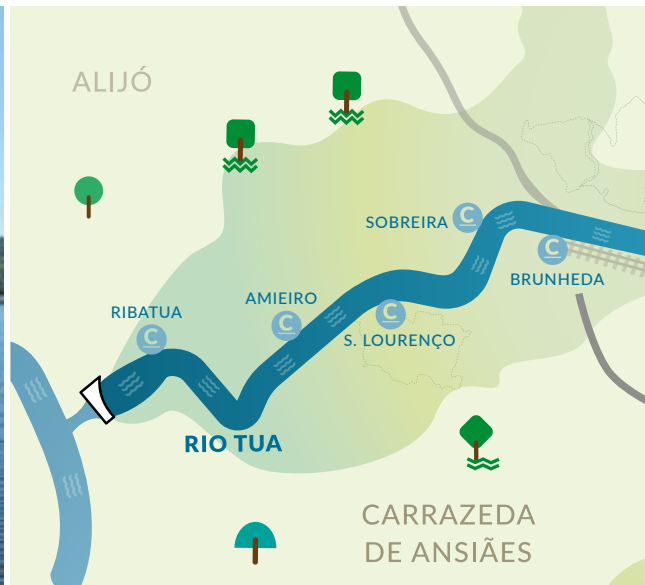 ALIJÓ
SOBREIRA
C
C
BRUNHEDA
AMIEIRO
RIBATUA
C
C
C
S. LOURENÇO
RIO TUA
CARRAZEDA
DE ANSIÃES